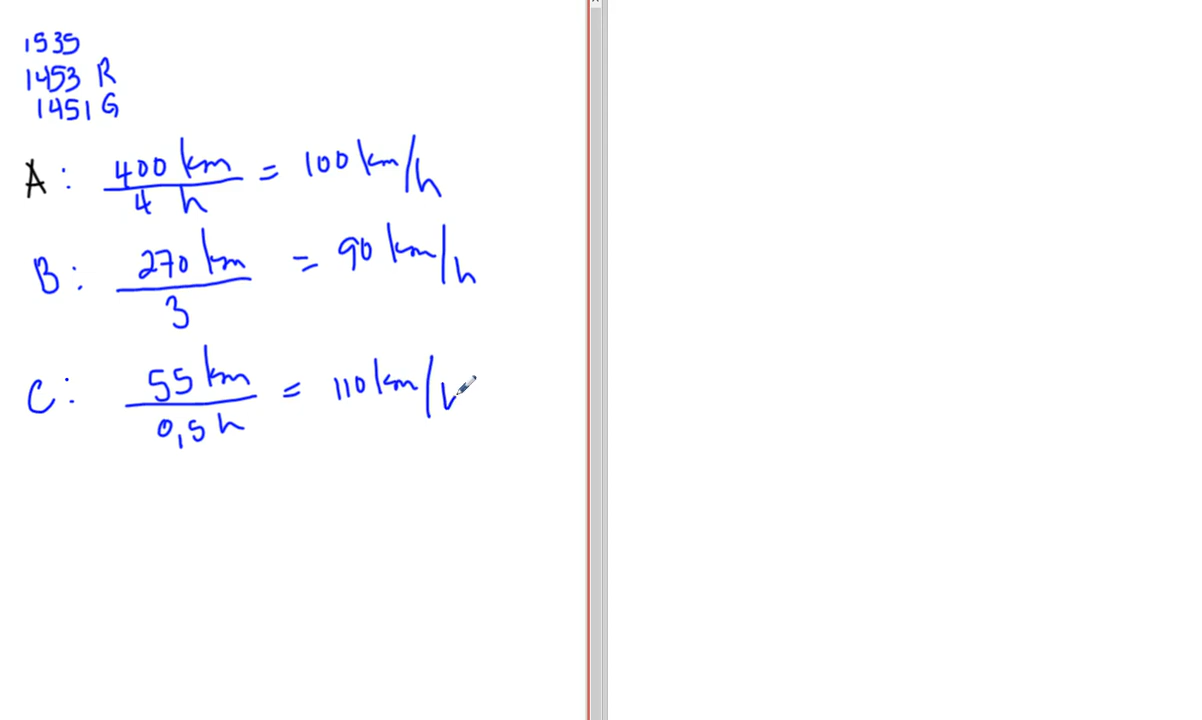 1535
1453 R
1451 G
A: 400 km / 4 h = 100 km/h
B: 270 km / 3 = 90 km/h
C: 55 km / 0,5 h = 110 km/h